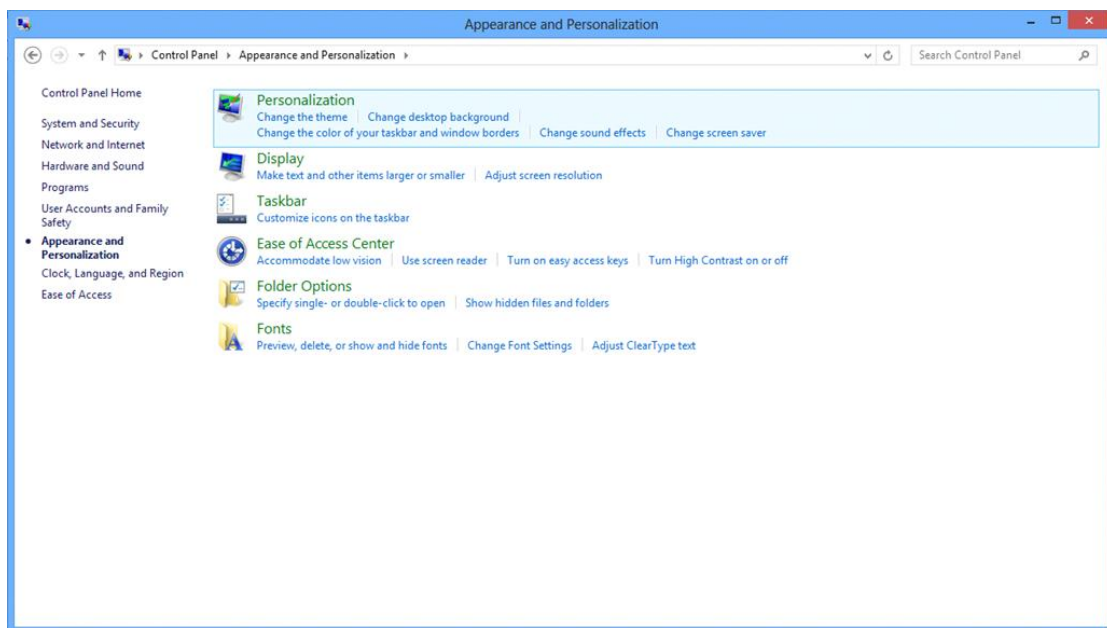 Appearance and Personalization
Control Panel Appearance and Personalization
Search Control Panel
Control Panel Home
System and Security
Network and Internet
Hardware and Sound
Programs
User Accounts and Family
Safety
Appearance and
Personalization
Clock, Language, and Region
Ease of Access
Personalization
Change the theme Change desktop background
Change the color of your taskbar and window borders Change sound effects Change screen saver
Display
Make text and other items larger or smaller Adjust screen resolution
Taskbar
Customize icons on the taskbar
Ease of Access Center
Accommodate low vision Use screen reader Turn on easy access keys Turn High Contrast on or off
Folder Options
Specify single- or double-click to open Show hidden files and folders
Fonts
Preview, delete, or show and hide fonts Change Font Settings Adjust ClearType text